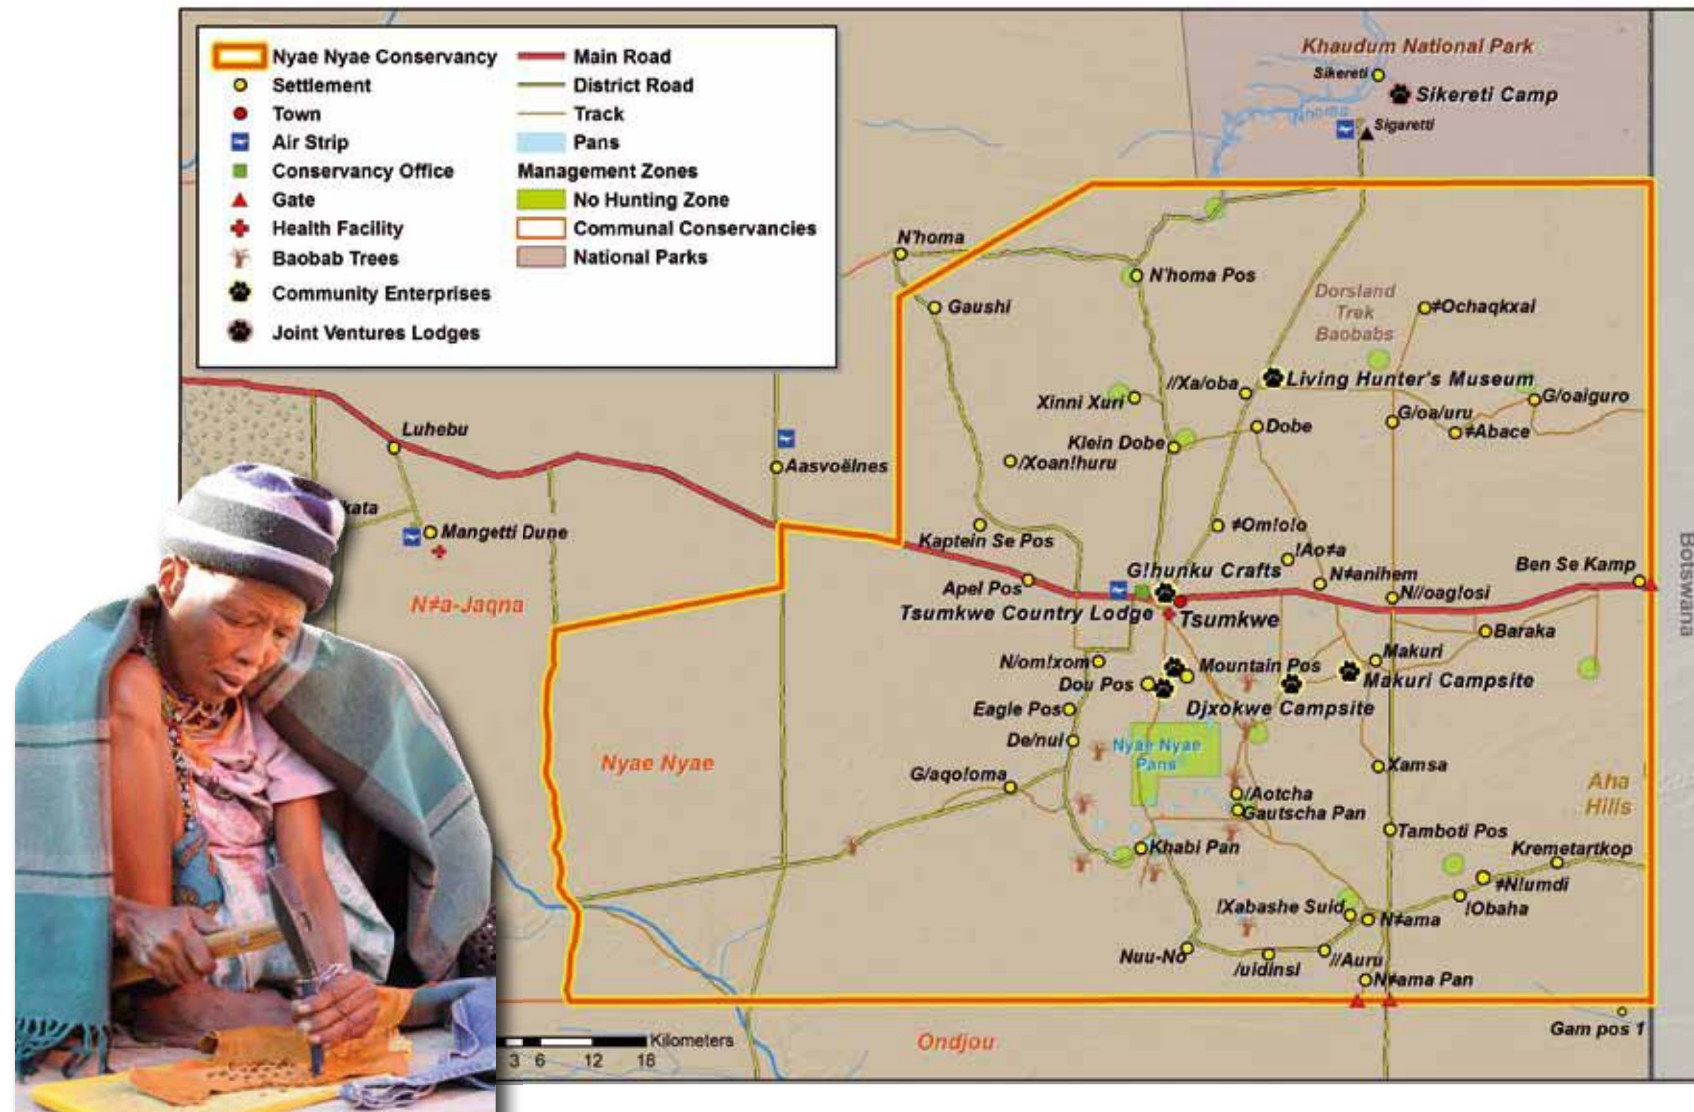 Nyae Nyae Conservancy
Settlement
Town
Air Strip
Conservancy Office
Gate
Health Facility
Baobab Trees
Community Enterprises
Joint Ventures Lodges
Main Road
District Road
Track
Pans
Management Zones
No Hunting Zone
Communal Conservancies
National Parks
Khaudum National Park
Sikereti
Sikereti Camp
Nhoma
Sigaretti
N'homa
N'homa Pos
Gaushi
Dorsland
Trek
Baobabs
≠Ochaqkxai
//Xa/oba
Living Hunter's Museum
Xinni Xuri
G/oaiguro
G/oa/uru
≠Abace
Klein Dobe
Dobe
/Xoan!huru
Luhebu
Aasvoëlnes
kata
Mangetti Dune
N≠a-Jaqna
Kaptein Se Pos
≠Om!o!o
!Ao≠a
G!hunku Crafts
N≠anihem
Ben Se Kamp
Apel Pos
N//oag!osi
Tsumkwe Country Lodge
Tsumkwe
Baraka
N/om!xom
Mountain Pos
Makuri
Dou Pos
Makuri Campsite
Djxokwe Campsite
Eagle Pos
De/nui
Nyae Nyae
Pans
Nyae Nyae
G/aqo!oma
Xamsa
Aha
Hills
/Aotcha
Gautscha Pan
Tamboti Pos
Khabi Pan
Kremetartkop
≠N!umdi
!Obaha
!Xabashe Suid
N≠ama
Nuu-No
/uidinsi
//Auru
N≠ama Pan
Gam pos 1
Ondjou
Botswana
Kilometers
3 6 12 18